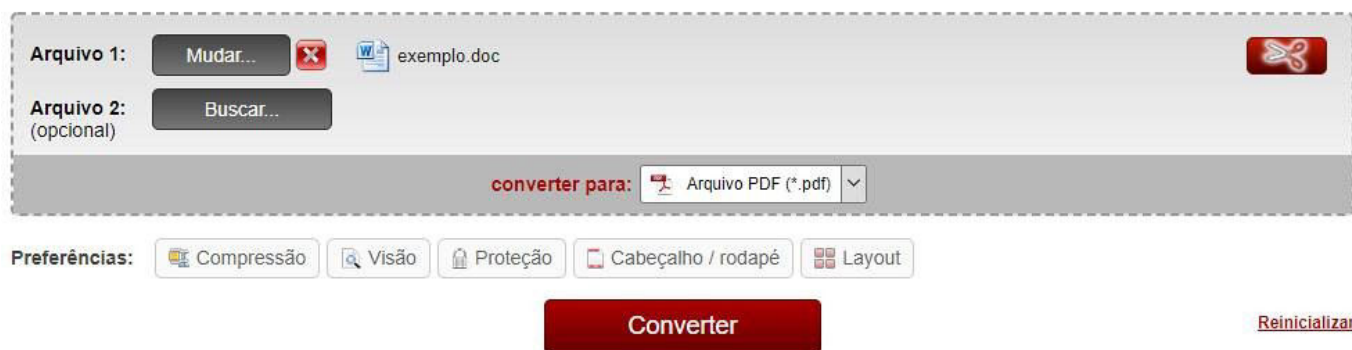 Arquivo 1: Mudar... exemplo.doc
Arquivo 2: Buscar...
(opcional)
converter para: Arquivo PDF (*.pdf)
Preferências: Compressão Visão Proteção Cabeçalho / rodapé Layout
Converter
Reinicializar